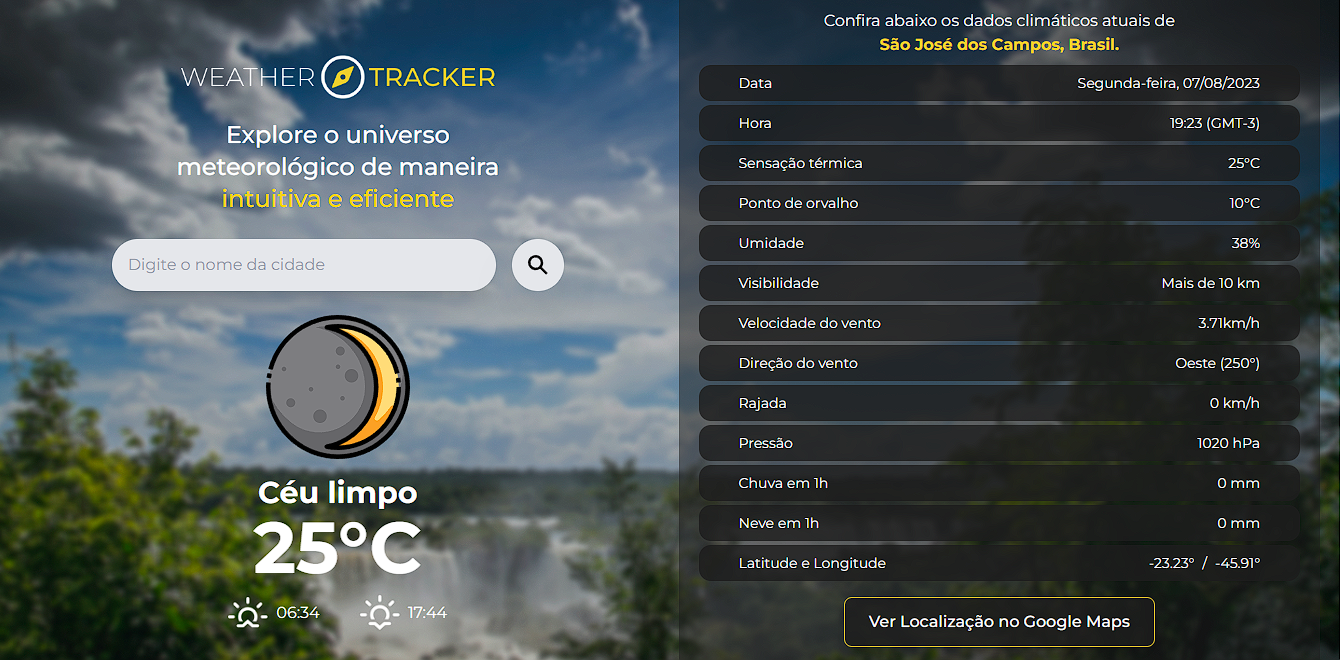 WEATHER TRACKER
Explore o universo
meteorológico de maneira
intuitiva e eficiente
Digite o nome da cidade
Céu limpo
25°C
06:34 17:44
Confira abaixo os dados climáticos atuais de
São José dos Campos, Brasil.
Data Segunda-feira, 07/08/2023
Hora 19:23 (GMT-3)
Sensação térmica 25°C
Ponto de orvalho 10°C
Umidade 38%
Visibilidade Mais de 10 km
Velocidade do vento 3.71km/h
Direção do vento Oeste (250°)
Rajada 0 km/h
Pressão 1020 hPa
Chuva em 1h 0 mm
Neve em 1h 0 mm
Latitude e Longitude -23.23° / -45.91°
Ver Localização no Google Maps